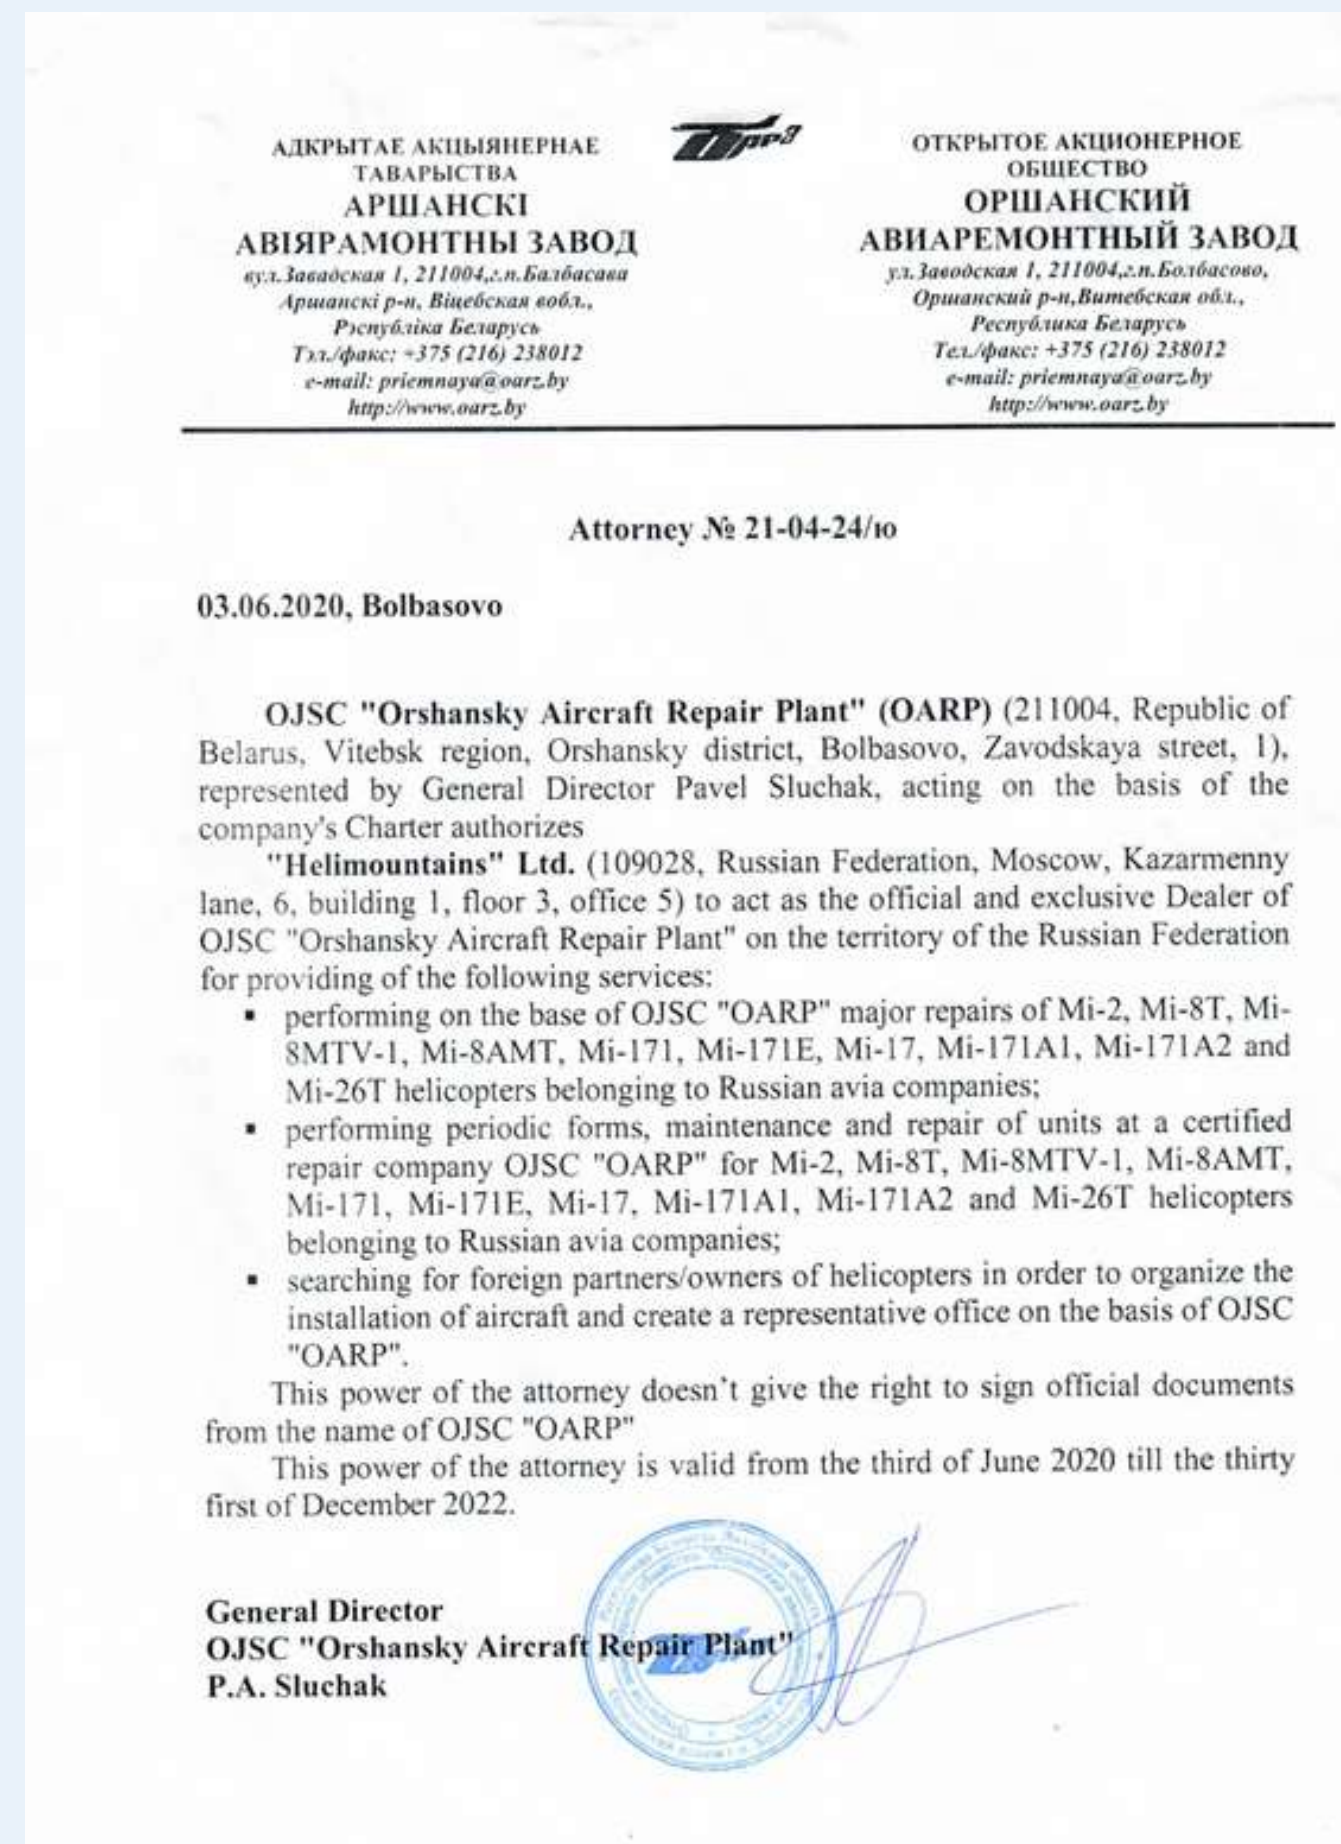 АДКРЫТАЕ АКЦЫЯНЕРНАЕ
ТАВАРЫСТВА
АРШАНСКІ
АВІЯРАМОНТНЫ ЗАВОД
вул.Завадская 1, 211004,г.п.Балбасава
Аршанскі р-н, Віцебская вобл.,
Рэспубліка Беларусь
Тэл./факс: +375 (216) 238012
e-mail: priemnaya@oarz.by
http://www.oarz.by
ОТКРЫТОЕ АКЦИОНЕРНОЕ
ОБЩЕСТВО
ОРШАНСКИЙ
АВИАРЕМОНТНЫЙ ЗАВОД
ул.Заводская 1, 211004,г.п.Болбасово,
Оршанский р-н,Витебская обл.,
Республика Беларусь
Тел./факс: +375 (216) 238012
e-mail: priemnaya@oarz.by
http://www.oarz.by
Attorney № 21-04-24/ю
03.06.2020, Bolbasovo
OJSC "Orshansky Aircraft Repair Plant" (OARP) (211004, Republic of
Belarus, Vitebsk region, Orshansky district, Bolbasovo, Zavodskaya street, 1),
represented by General Director Pavel Sluchak, acting on the basis of the
company's Charter authorizes
"Helimountains" Ltd. (109028, Russian Federation, Moscow, Kazarmenny
lane, 6, building 1, floor 3, office 5) to act as the official and exclusive Dealer of
OJSC "Orshansky Aircraft Repair Plant" on the territory of the Russian Federation
for providing of the following services:
▪ performing on the base of OJSC "OARP" major repairs of Mi-2, Mi-8T, Mi-
8MTV-1, Mi-8AMT, Mi-171, Mi-171E, Mi-17, Mi-171A1, Mi-171A2 and
Mi-26T helicopters belonging to Russian avia companies;
▪ performing periodic forms, maintenance and repair of units at a certified
repair company OJSC "OARP" for Mi-2, Mi-8T, Mi-8MTV-1, Mi-8AMT,
Mi-171, Mi-171E, Mi-17, Mi-171A1, Mi-171A2 and Mi-26T helicopters
belonging to Russian avia companies;
▪ searching for foreign partners/owners of helicopters in order to organize the
installation of aircraft and create a representative office on the basis of OJSC
"OARP".
This power of the attorney doesn't give the right to sign official documents
from the name of OJSC "OARP"
This power of the attorney is valid from the third of June 2020 till the thirty
first of December 2022.
General Director
OJSC "Orshansky Aircraft Repair Plant"
P.A. Sluchak